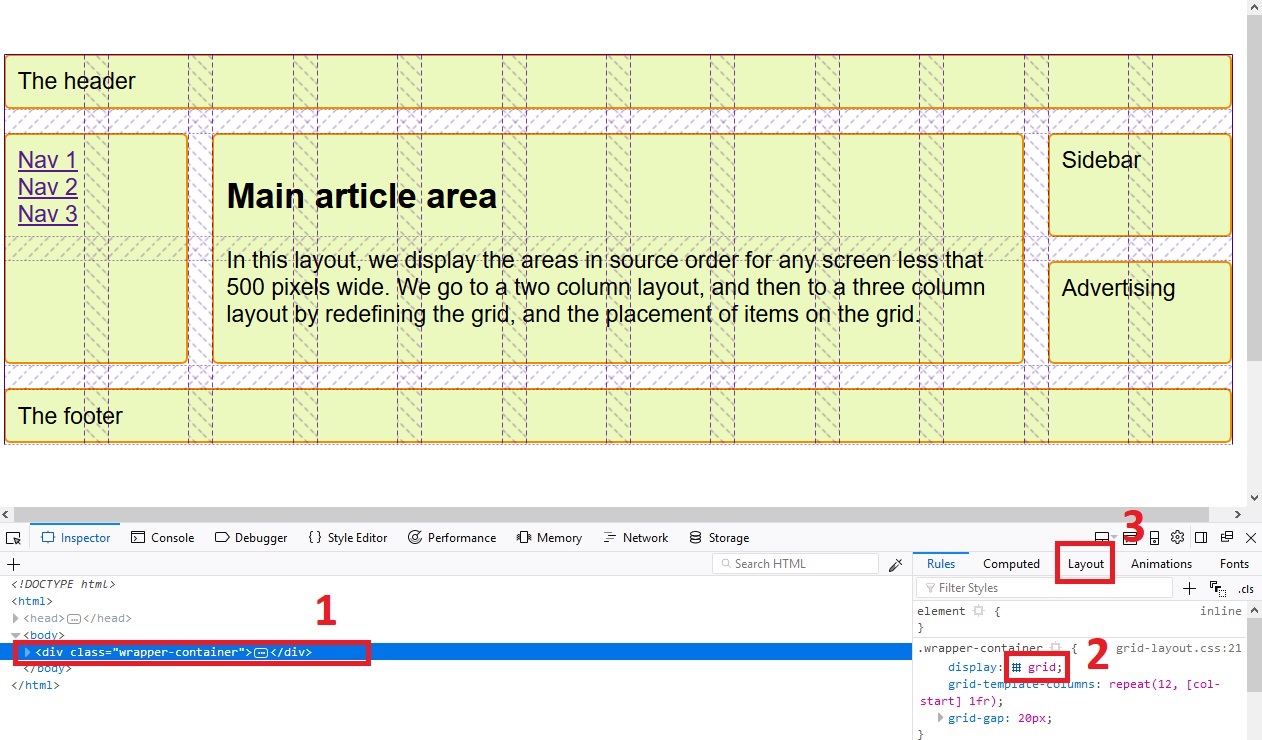 The header
Nav 1
Nav 2
Nav 3
Main article area
In this layout, we display the areas in source order for any screen less that
500 pixels wide. We go to a two column layout, and then to a three column
layout by redefining the grid, and the placement of items on the grid.
Sidebar
Advertising
The footer
3
Inspector Console Debugger { } Style Editor Performance Memory Network Storage
Search HTML
<!DOCTYPE html>
<html>
<head>…</head>
<body>
1
<div class="wrapper-container">…</div>
</body>
</html>
Rules Computed Layout Animations Fonts
Filter Styles .cls
element { inline
}
.wrapper-container { grid-layout.css:21
2
display: grid;
grid-template-columns: repeat(12, [col-
start] 1fr);
grid-gap: 20px;
}